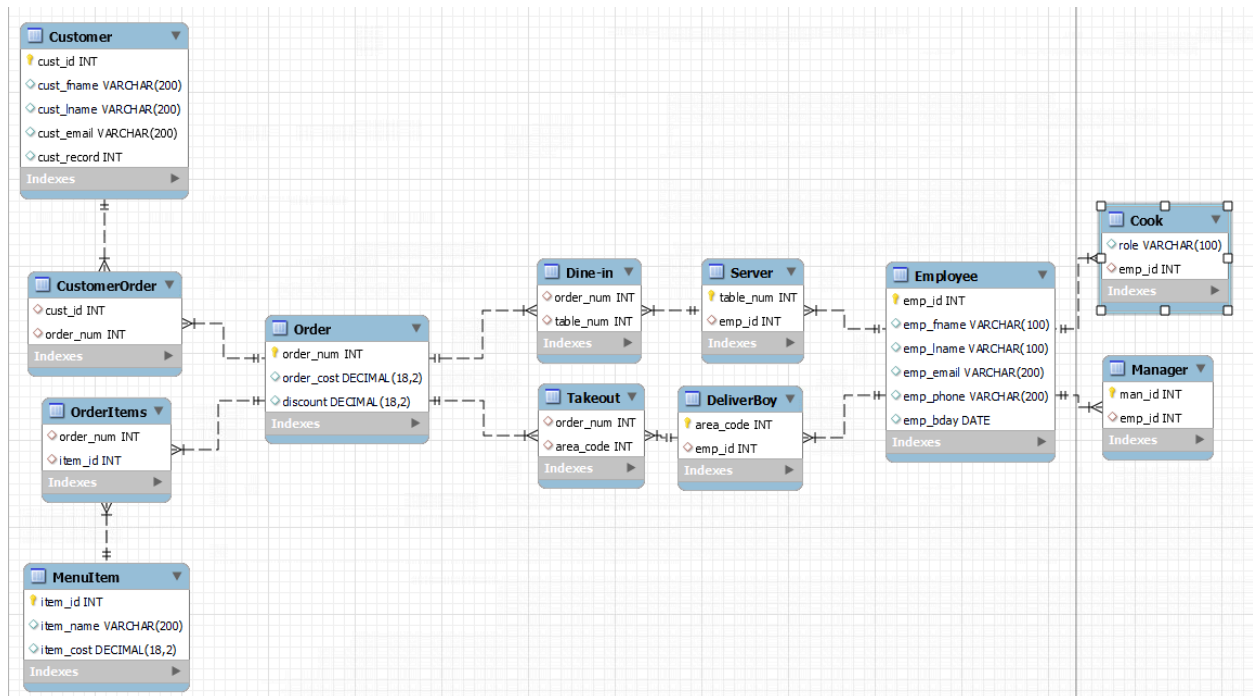 Customer
cust_id INT
cust_fname VARCHAR(200)
cust_lname VARCHAR(200)
cust_email VARCHAR(200)
cust_record INT
Indexes
CustomerOrder
cust_id INT
order_num INT
Indexes
OrderItems
order_num INT
item_id INT
Indexes
MenuItem
item_id INT
item_name VARCHAR(200)
item_cost DECIMAL(18,2)
Indexes
Order
order_num INT
order_cost DECIMAL(18,2)
discount DECIMAL(18,2)
Indexes
Dine-in
order_num INT
table_num INT
Indexes
Takeout
order_num INT
area_code INT
Indexes
Server
table_num INT
emp_id INT
Indexes
DeliverBoy
area_code INT
emp_id INT
Indexes
Employee
emp_id INT
emp_fname VARCHAR(100)
emp_lname VARCHAR(100)
emp_email VARCHAR(200)
emp_phone VARCHAR(200)
emp_bday DATE
Indexes
Cook
role VARCHAR(100)
emp_id INT
Indexes
Manager
man_id INT
emp_id INT
Indexes